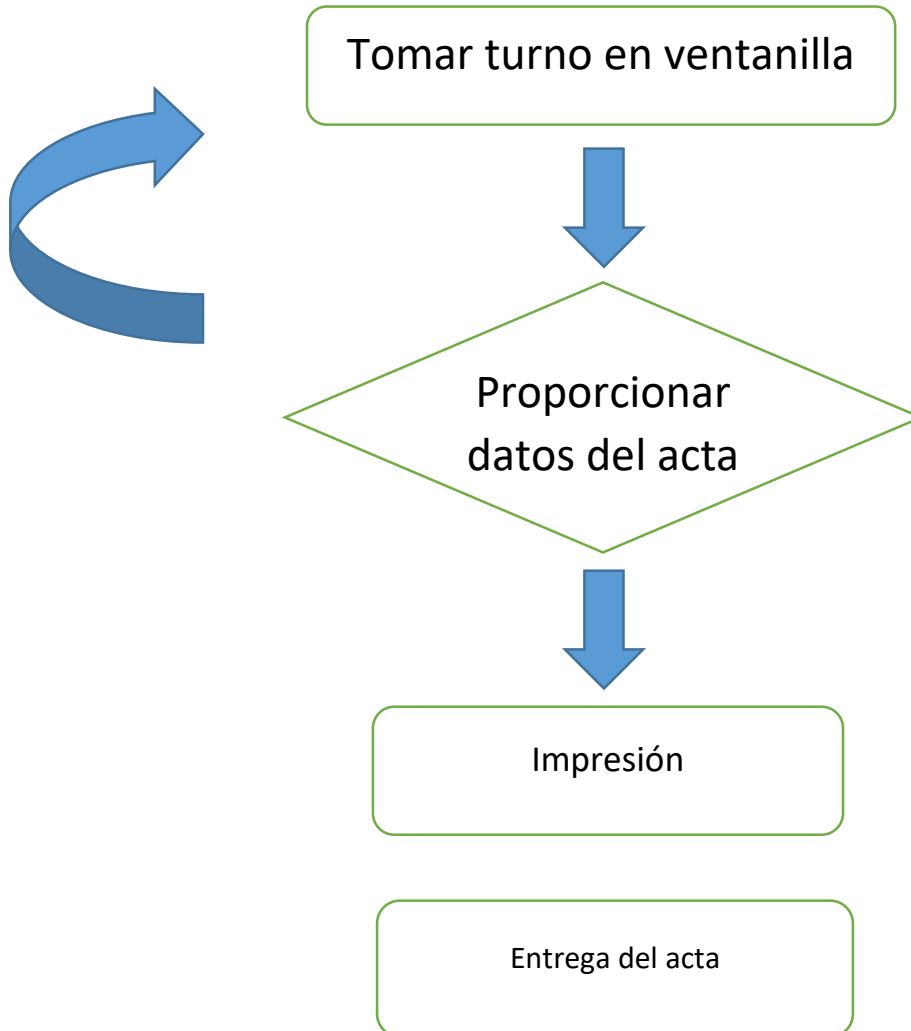 Tomar turno en ventanilla
Proporcionar
datos del acta
Impresión
Entrega del acta